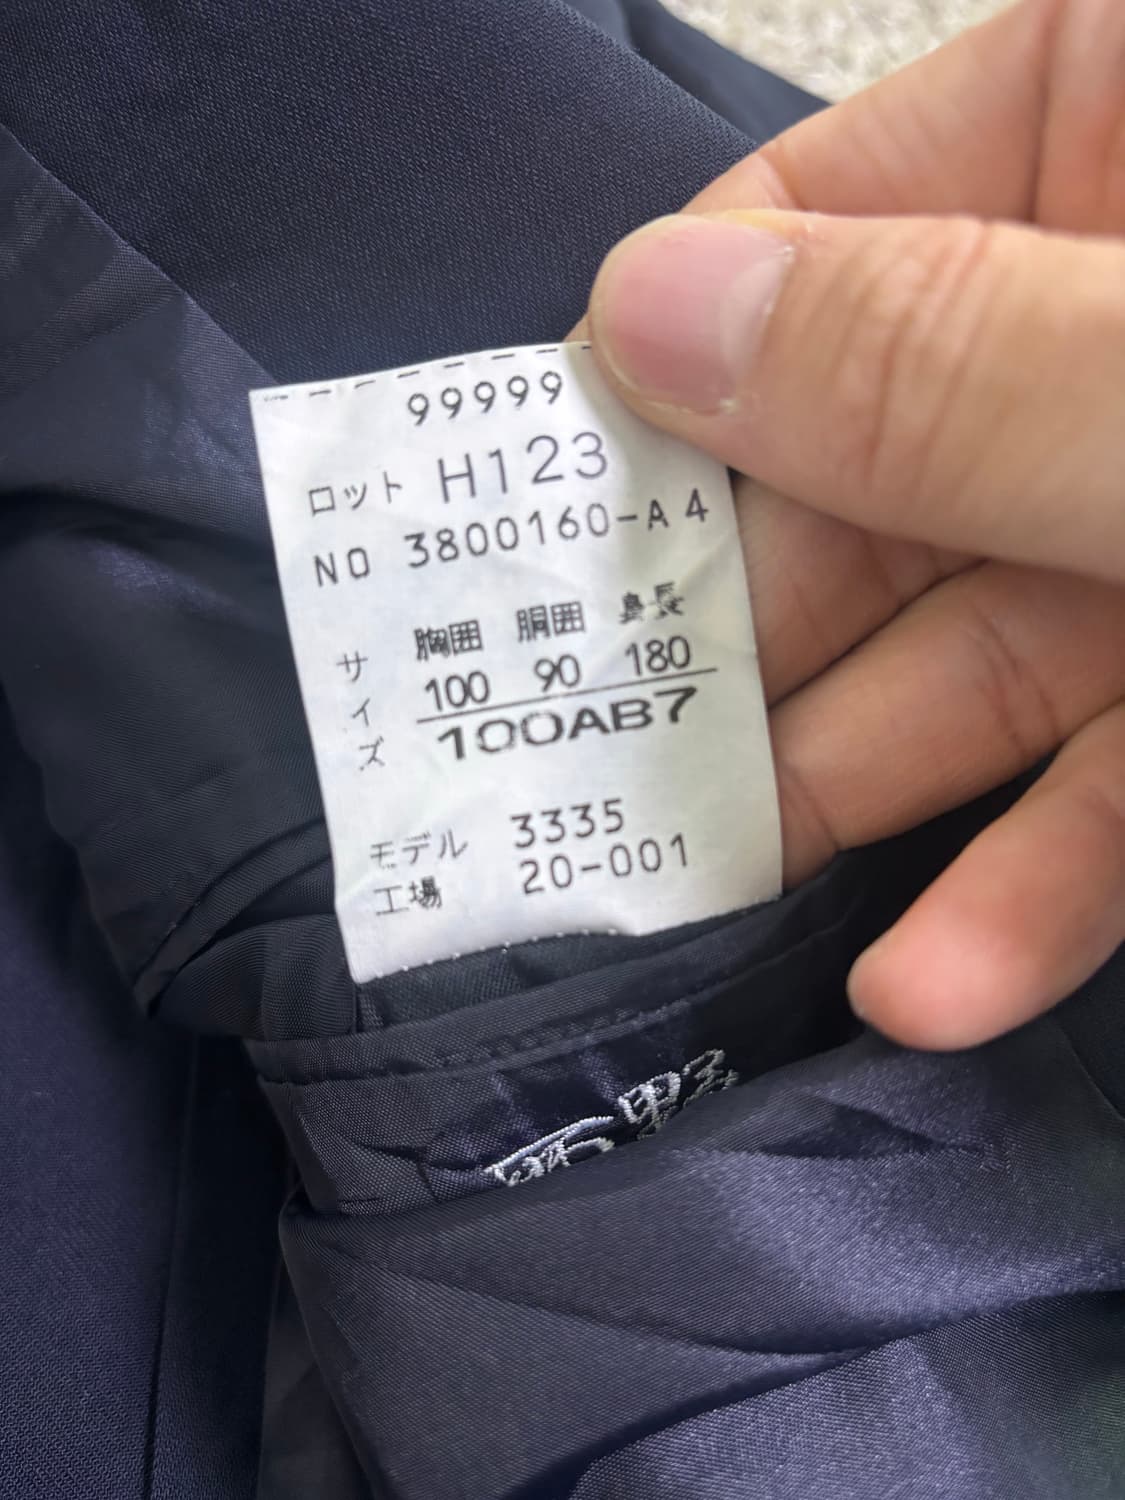 99999
ロット H123
NO 3800160-A 4
サイズ
胸囲 胴囲 身長
100 90 180
100AB7
モデル 3335
工場 20-001
野